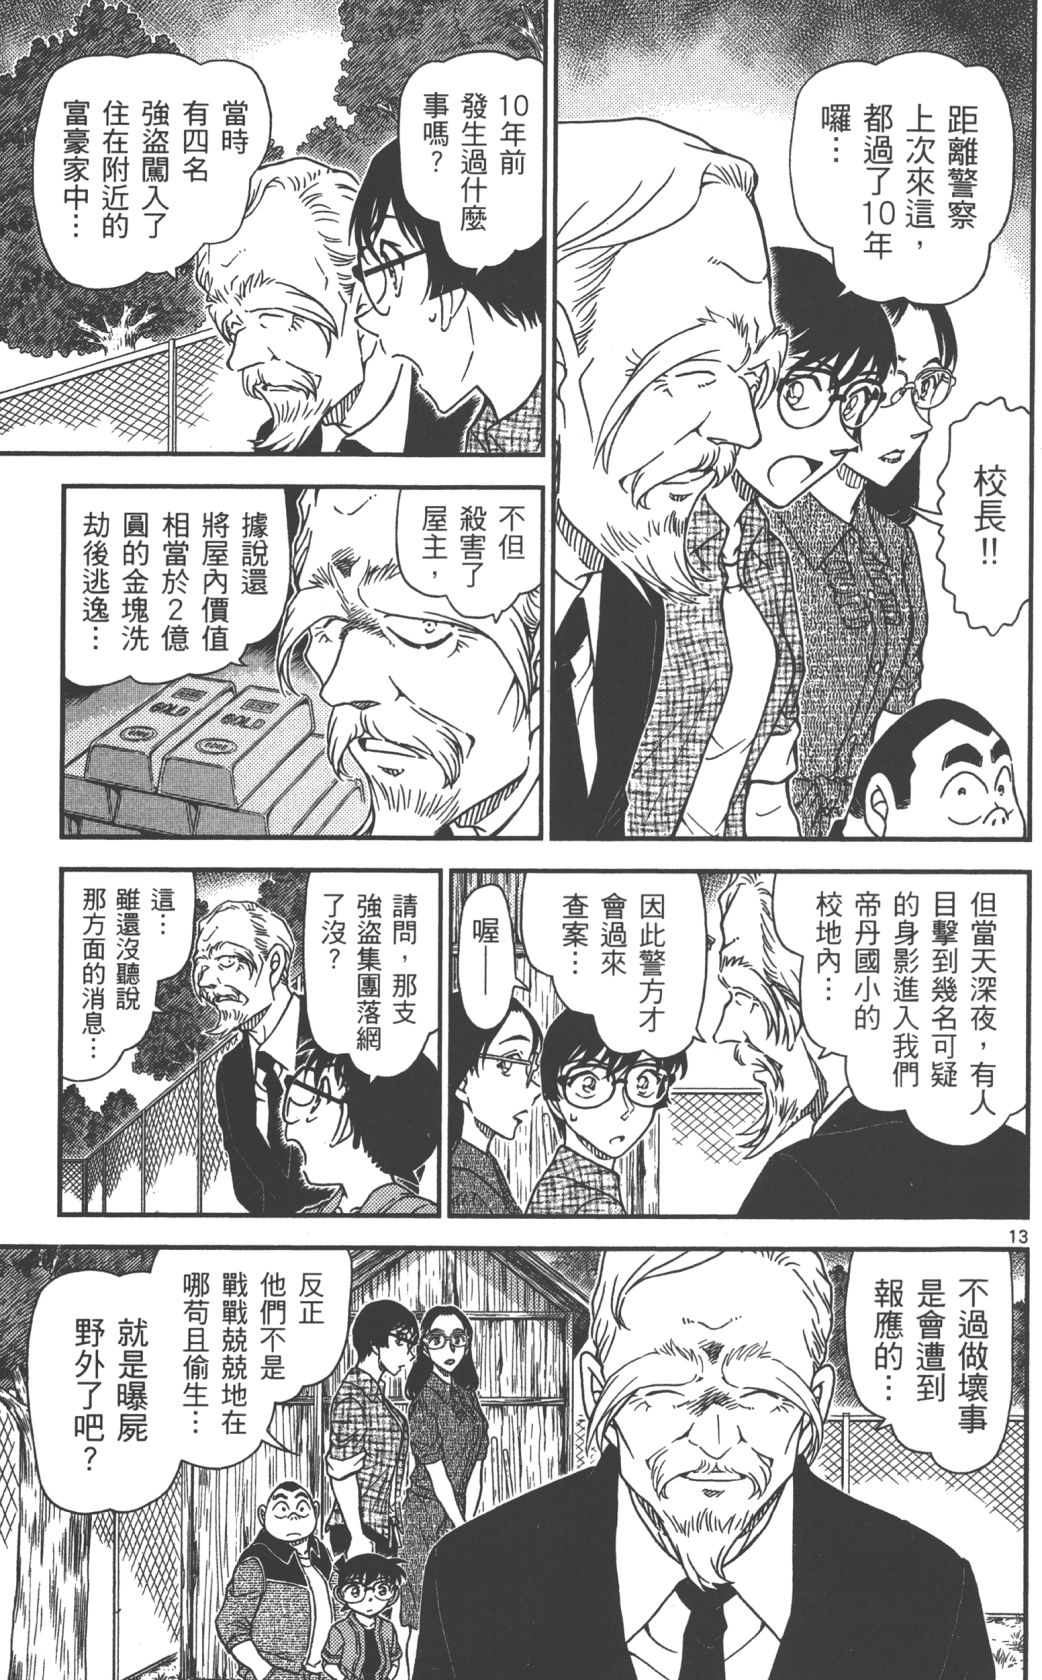 距離警察
上次來這，
都過了10年
囉…
校長!!
10年前
發生過什麼
事嗎？
當時
有四名
強盜闖入了
住在附近的
富豪家中…
不但
殺害了
屋主，
據說還
將屋內價值
相當於2億
圓的金塊洗
劫後逃逸…
GOLD
GOLD
但當天深夜，有人
目擊到幾名可疑
的身影進入我們
帝丹國小的
校地內…
因此警方才
會過來
查案…
喔——
請問，那支
強盜集團落網
了沒？
這…
雖還沒聽說
那方面的消息…
13
不過做壞事
是會遭到
報應的…
反正
他們不是
戰戰兢兢地在
哪苟且偷生…
就是曝屍
野外了吧？